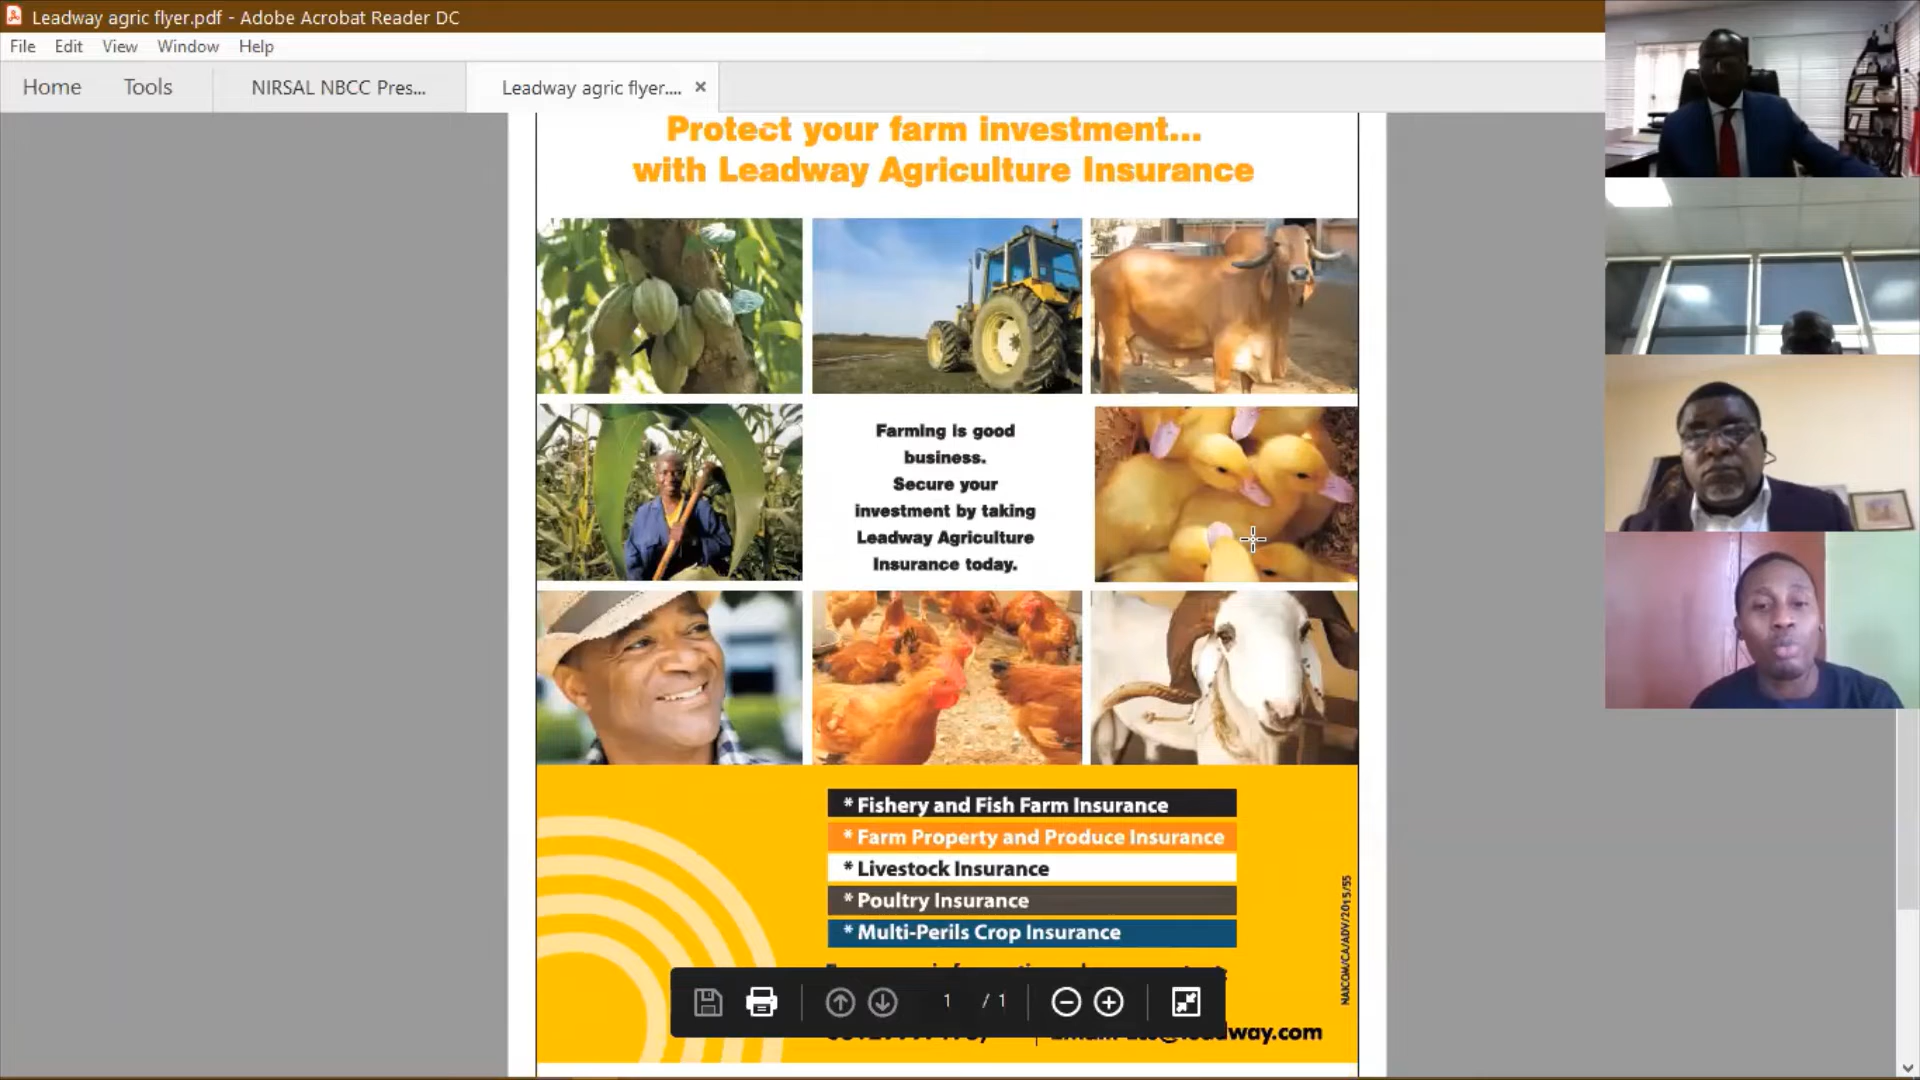 Leadway agric flyer.pdf - Adobe Acrobat Reader DC
File Edit View Window Help
Home Tools NIRSAL NBCC Pres... Leadway agric flyer....
Protect your farm investment...
with Leadway Agriculture Insurance
Farming is good
business.
Secure your
investment by taking
Leadway Agriculture
Insurance today.
* Fishery and Fish Farm Insurance
* Farm Property and Produce Insurance
* Livestock Insurance
* Poultry Insurance
* Multi-Perils Crop Insurance
NAICOM/CA/ADV/2015/55
1 / 1